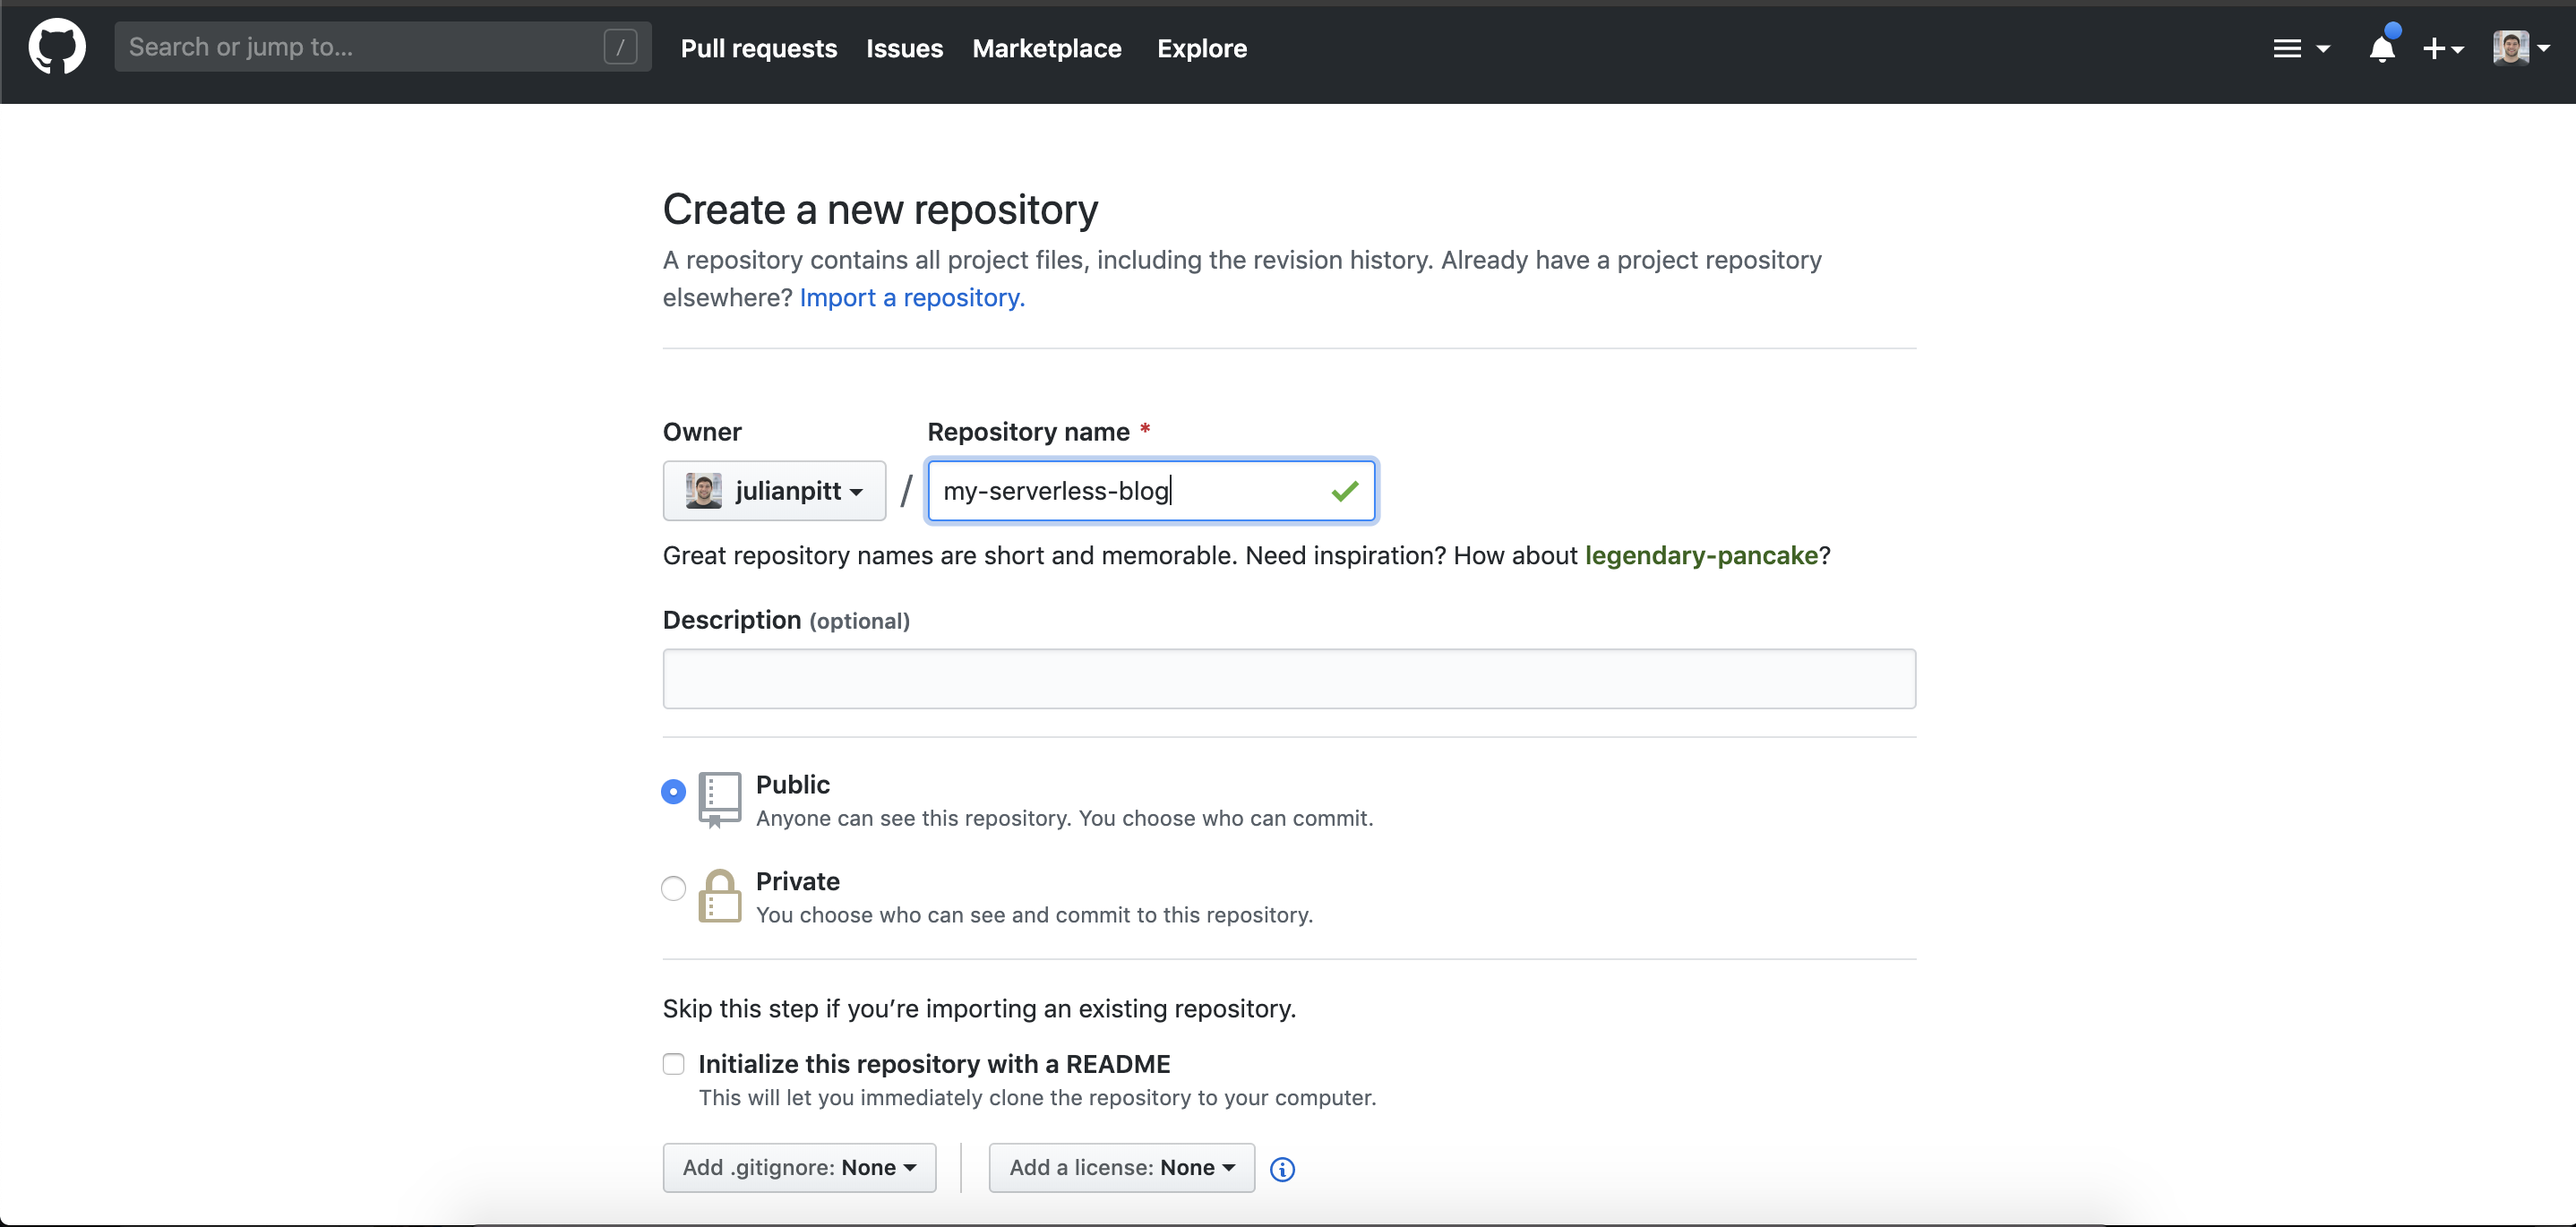 Search or jump to...
/
Pull requests
Issues
Marketplace
Explore
Create a new repository
A repository contains all project files, including the revision history. Already have a project repository
elsewhere? Import a repository.
Owner
Repository name *
julianpitt
/
my-serverless-blog
Great repository names are short and memorable. Need inspiration? How about legendary-pancake?
Description (optional)
Public
Anyone can see this repository. You choose who can commit.
Private
You choose who can see and commit to this repository.
Skip this step if you’re importing an existing repository.
Initialize this repository with a README
This will let you immediately clone the repository to your computer.
Add .gitignore: None
Add a license: None